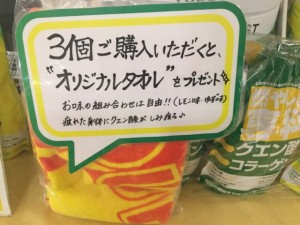 3個ご購入いただくと、
"オリジナルタオル"をプレゼント
お味の組み合わせは自由!!(レモン味・ゆず味)
疲れた身体にクエン酸が しみ渡る♪
クエン酸
コラーゲン